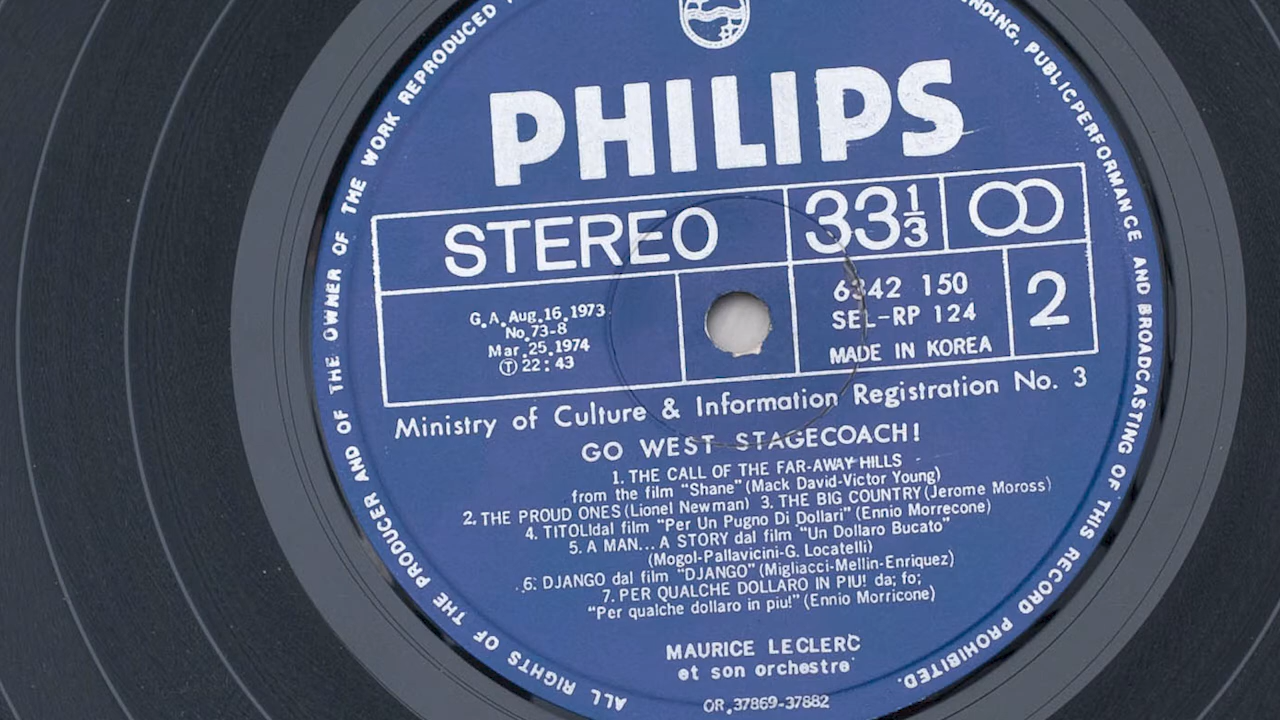 PHILIPS
STEREO
33 1/3
G.A.Aug.16.1973
No.73-8
Mar.25.1974
Ⓣ22:43
6342 150
SEL-RP 124
MADE IN KOREA
2
Ministry of Culture & Information Registration No. 3
GO WEST STAGECOACH!
1. THE CALL OF THE FAR-AWAY HILLS
from the film "Shane" (Mack David-Victor Young)
2. THE PROUD ONES (Lionel Newman) 3. THE BIG COUNTRY (Jerome Moross)
4. TITOLIdal film "Per Un Pugno Di Dollari" (Ennio Morrecone)
5. A MAN... A STORY dal film "Un Dollaro Bucato"
(Mogol-Pallavicini-G. Locatelli)
6: DJANGO dal film "DJANGO" (Migliacci-Mellin-Enriquez)
7. PER QUALCHE DOLLARO IN PIU! da; fo;
"Per qualche dollaro in piu!" (Ennio Morricone)
MAURICE LECLERC
et son orchestre
OR.37869-37882
ALL RIGHTS OF THE PRODUCER AND OF THE OWNER OF THE WORK REPRODUCED
PUBLIC PERFORMANCE AND BROADCASTING OF THIS RECORD PROHIBITED.